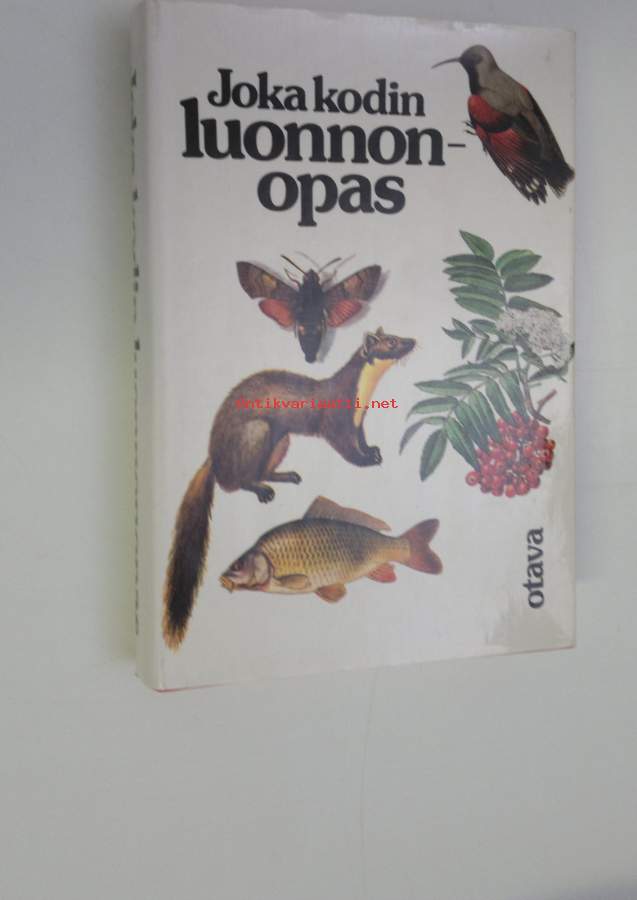 Joka kodin
luonnon-
opas
antikvariaatti.net
otava